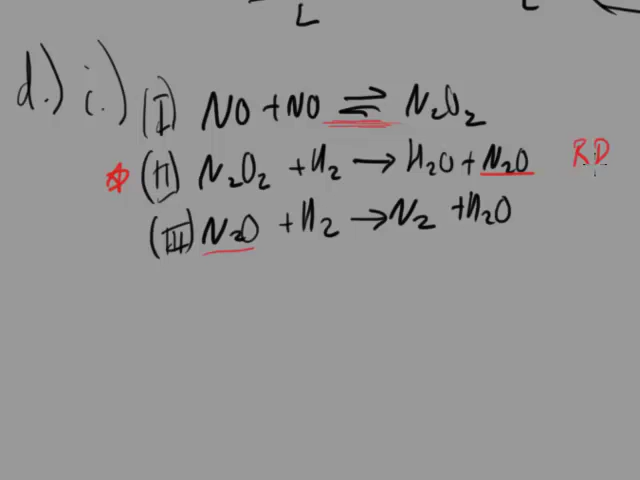 L L
d.) i.) (I) NO + NO ⇌ N₂O₂
(II) N₂O₂ + H₂ → H₂O + N₂O RD
(III) N₂O + H₂ → N₂ + H₂O